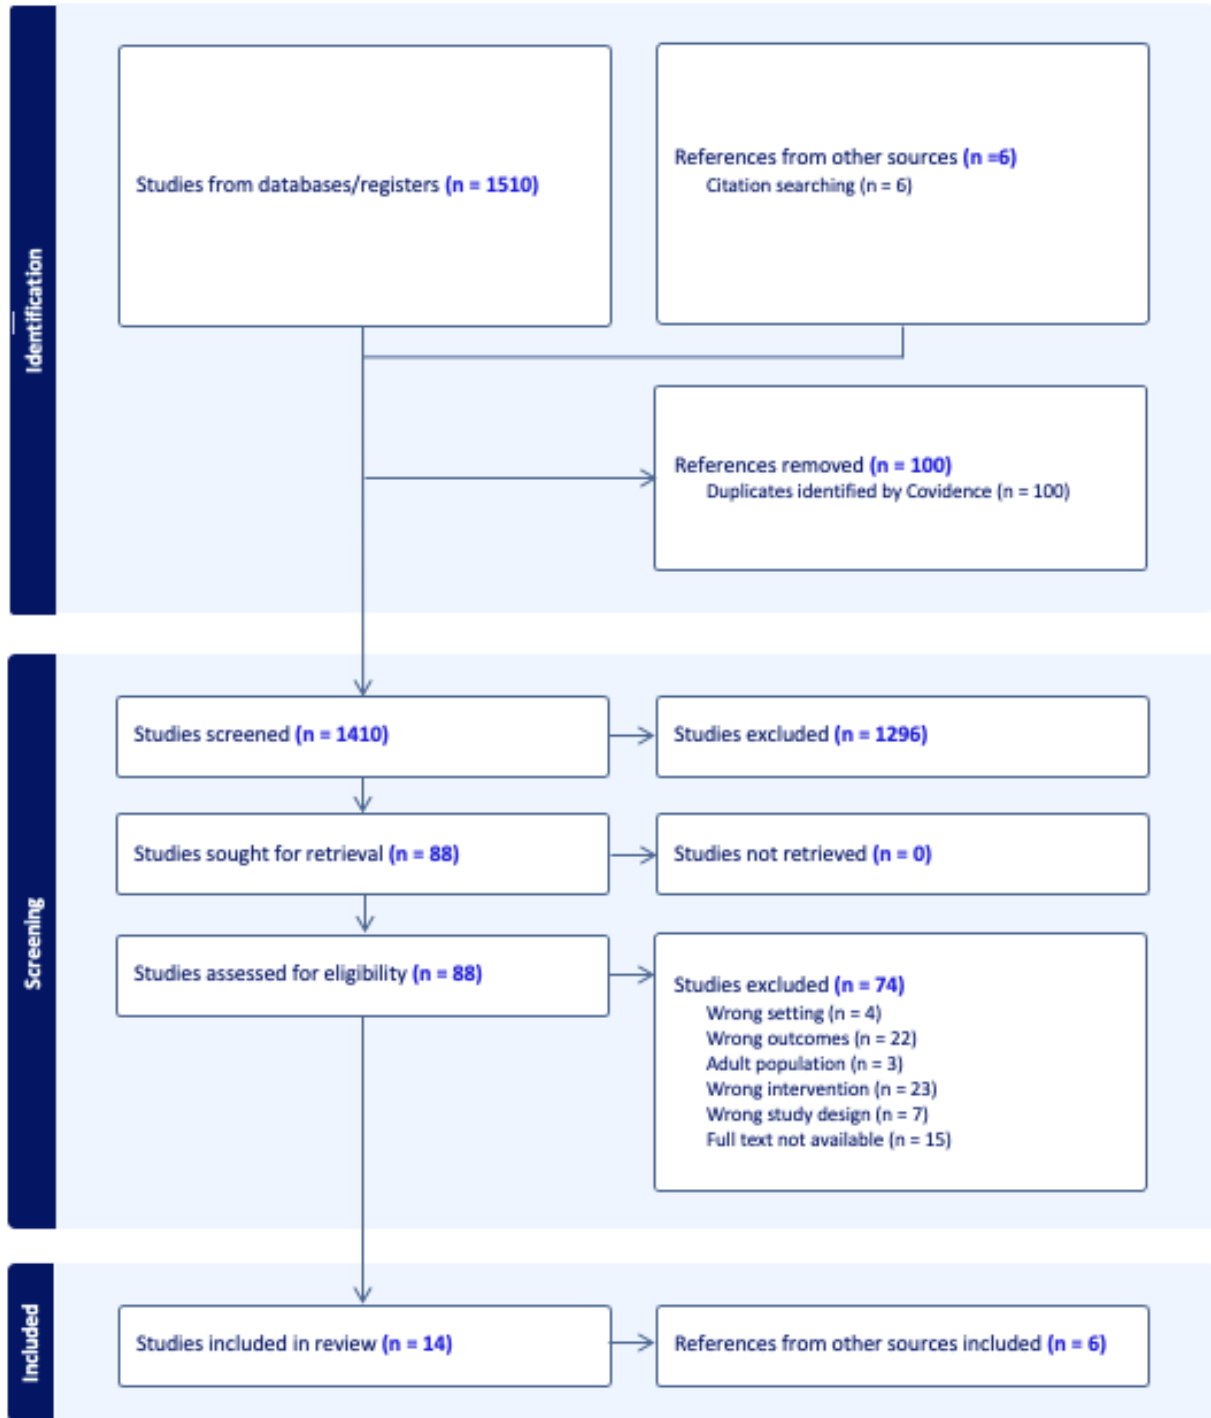 Identification
Studies from databases/registers (n = 1510)
References from other sources (n =6)
Citation searching (n = 6)
References removed (n = 100)
Duplicates identified by Covidence (n = 100)
Screening
Studies screened (n = 1410)
Studies excluded (n = 1296)
Studies sought for retrieval (n = 88)
Studies not retrieved (n = 0)
Studies assessed for eligibility (n = 88)
Studies excluded (n = 74)
Wrong setting (n = 4)
Wrong outcomes (n = 22)
Adult population (n = 3)
Wrong intervention (n = 23)
Wrong study design (n = 7)
Full text not available (n = 15)
Included
Studies included in review (n = 14)
References from other sources included (n = 6)